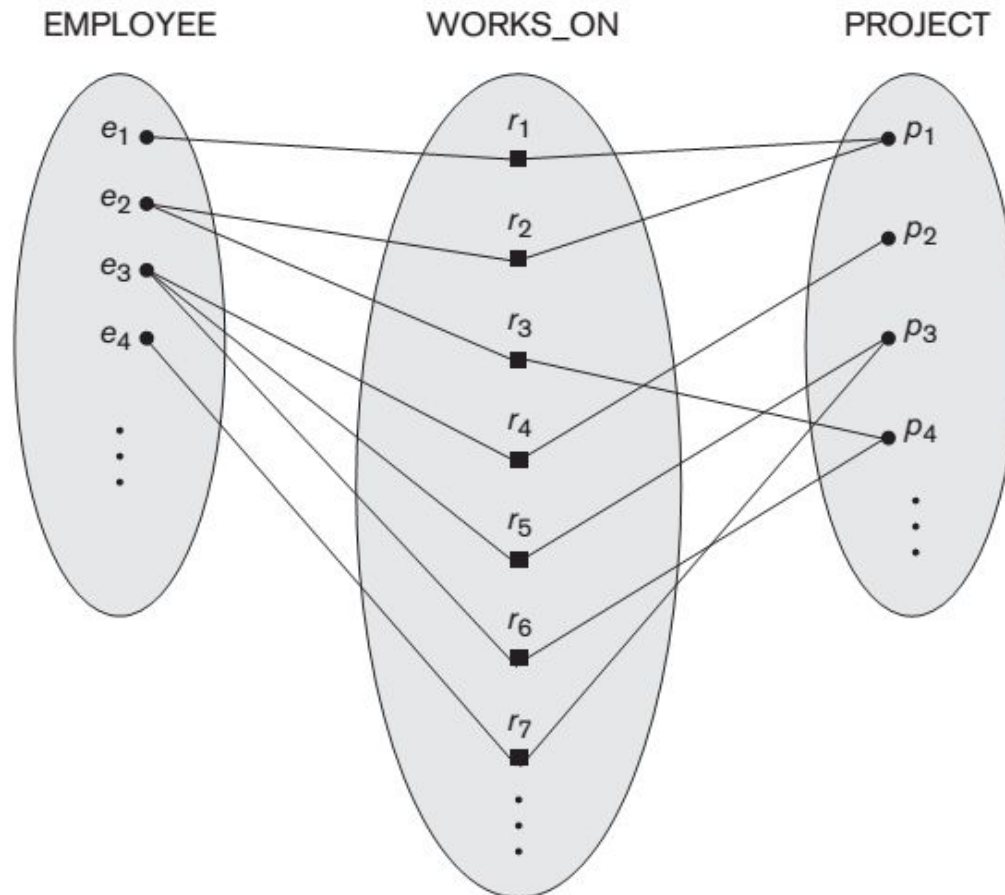 EMPLOYEE WORKS_ON PROJECT
e1 r1 p1
e2 r2 p2
e3 r3 p3
e4 r4 p4
r5
r6
r7